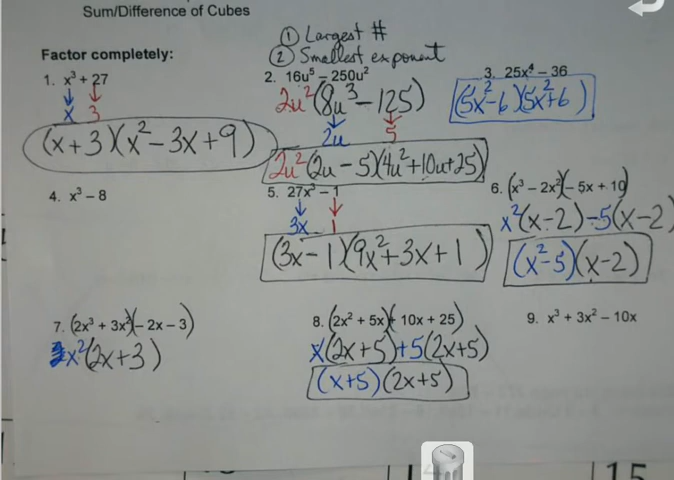 Sum/Difference of Cubes
① Largest #
Factor completely:
② Smallest exponent
1. x³ + 27
x 3
(x+3)(x²-3x+9)
2. 16u⁵ – 250u²
2u²(8u³-125)
2u 5
2u²(2u-5)(4u²+10u+25)
3. 25x⁴ – 36
(5x²-6)(5x²+6)
4. x³ – 8
5. 27x³ – 1
3x 1
(3x-1)(9x²+3x+1)
6. (x³ - 2x²)(- 5x + 10)
x²(x-2)-5(x-2)
(x²-5)(x-2)
7. (2x³ + 3x²)(- 2x – 3)
x²(2x+3)
8. (2x² + 5x)(+ 10x + 25)
x(2x+5)+5(2x+5)
(x+5)(2x+5)
9. x³ + 3x² – 10x
15